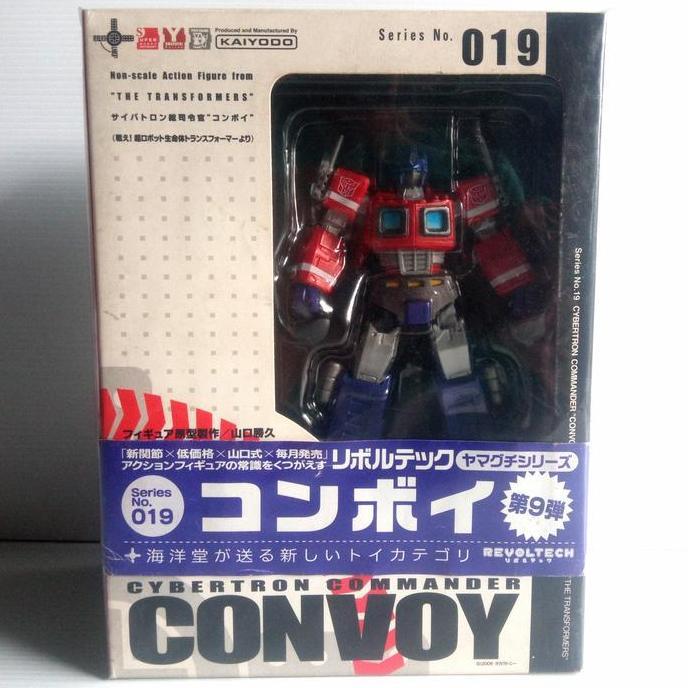 Produced and Manufactured By
KAIYODO
Series No. 019
Non-scale Action Figure from
"THE TRANSFORMERS"
サイバトロン総司令官"コンボイ"
(戦え!超ロボット生命体トランスフォーマーより)
Series No.19 CYBERTRON COMMANDER "CONVOY
フィギュア原型製作/山口勝久
「新関節×低価格×山口式×毎月発売」
アクションフィギュアの常識をくつがえす
リボルテック ヤマグチシリーズ
Series
No.
019
コンボイ
第9弾
海洋堂が送る新しいトイカテゴリ
REVOLTECH
リボルテック
CYBERTRON COMMANDER
CONVOY
THE TRANSFORMERS"